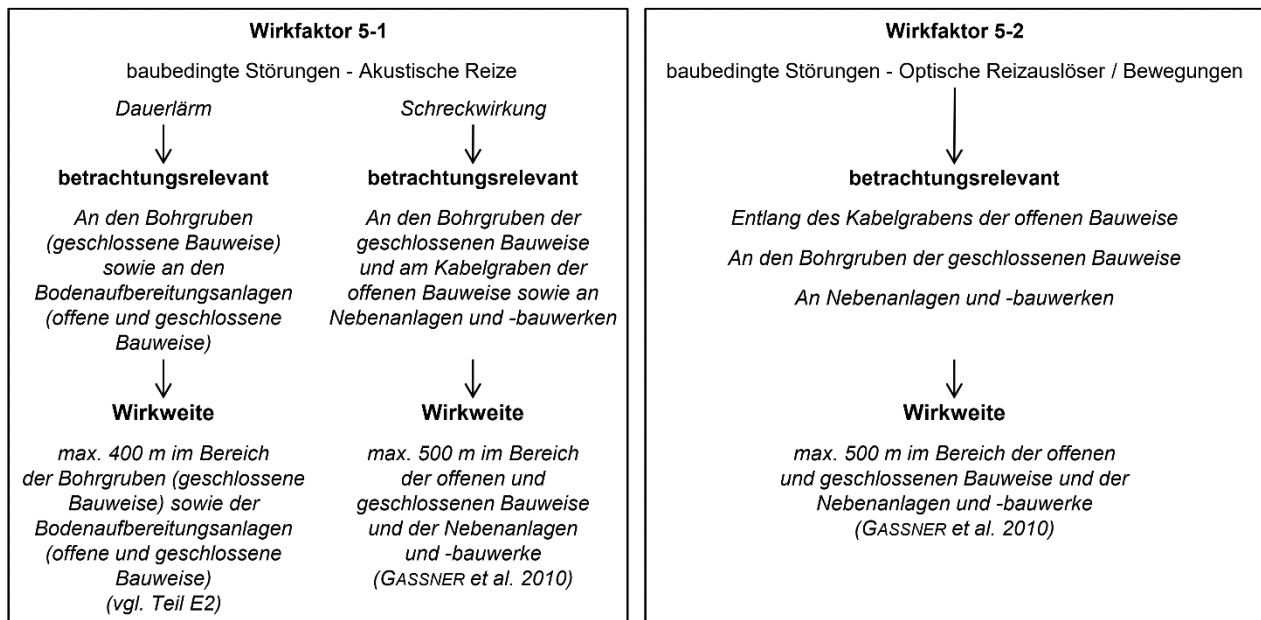 Wirkfaktor 5-1
baubedingte Störungen - Akustische Reize
Dauerlärm
betrachtungsrelevant
An den Bohrgruben
(geschlossene Bauweise)
sowie an den
Bodenaufbereitungsanlagen
(offene und geschlossene
Bauweise)
Wirkweite
max. 400 m im Bereich
der Bohrgruben (geschlossene
Bauweise) sowie der
Bodenaufbereitungsanlagen
(offene und geschlossene
Bauweise)
(vgl. Teil E2)
Schreckwirkung
betrachtungsrelevant
An den Bohrgruben der
geschlossenen Bauweise
und am Kabelgraben der
offenen Bauweise sowie an
Nebenanlagen und -bauwerken
Wirkweite
max. 500 m im Bereich
der offenen und
geschlossenen Bauweise
und der Nebenanlagen
und -bauwerke
(GASSNER et al. 2010)
Wirkfaktor 5-2
baubedingte Störungen - Optische Reizauslöser / Bewegungen
betrachtungsrelevant
Entlang des Kabelgrabens der offenen Bauweise
An den Bohrgruben der geschlossenen Bauweise
An Nebenanlagen und -bauwerken
Wirkweite
max. 500 m im Bereich der offenen
und geschlossenen Bauweise und der
Nebenanlagen und -bauwerke
(GASSNER et al. 2010)